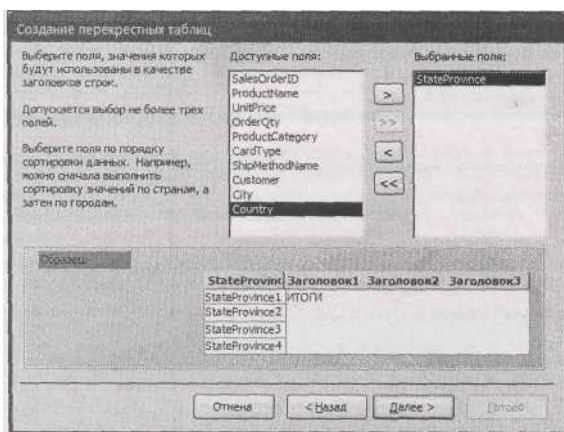 Создание перекрестных таблиц
Выберите поля, значения которых
будут использованы в качестве
заголовков строк.
Допускается выбор не более трех
полей.
Выберите поля по порядку
сортировки данных. Например,
можно сначала выполнить
сортировку значений по странам, а
затем по городам.
Доступные поля:
SalesOrderID
ProductName
UnitPrice
OrderQty
ProductCategory
CardType
ShipMethodName
Customer
City
Country
>
>>
<
<<
Выбранные поля:
StateProvince
Образец:
StateProvinc Заголовок1 Заголовок2 Заголовок3
StateProvince1 ИТОГИ
StateProvince2
StateProvince3
StateProvince4
Отмена
< Назад
Далее >
Готово